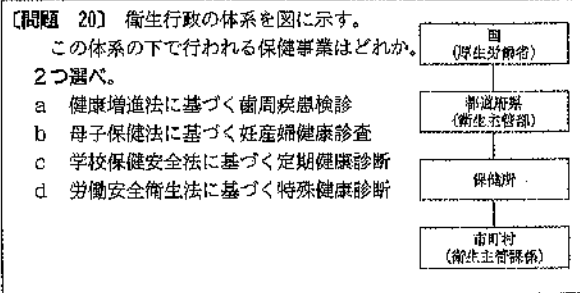 〔問題 20〕 衛生行政の体系を図に示す。
この体系の下で行われる保健事業はどれか。
2つ選べ。
a 健康増進法に基づく歯周疾患検診
b 母子保健法に基づく妊産婦健康診査
c 学校保健安全法に基づく定期健康診断
d 労働安全衛生法に基づく特殊健康診断
国
(厚生労働省)
都道府県
(衛生主管部)
保健所
市町村
(衛生主管課係)